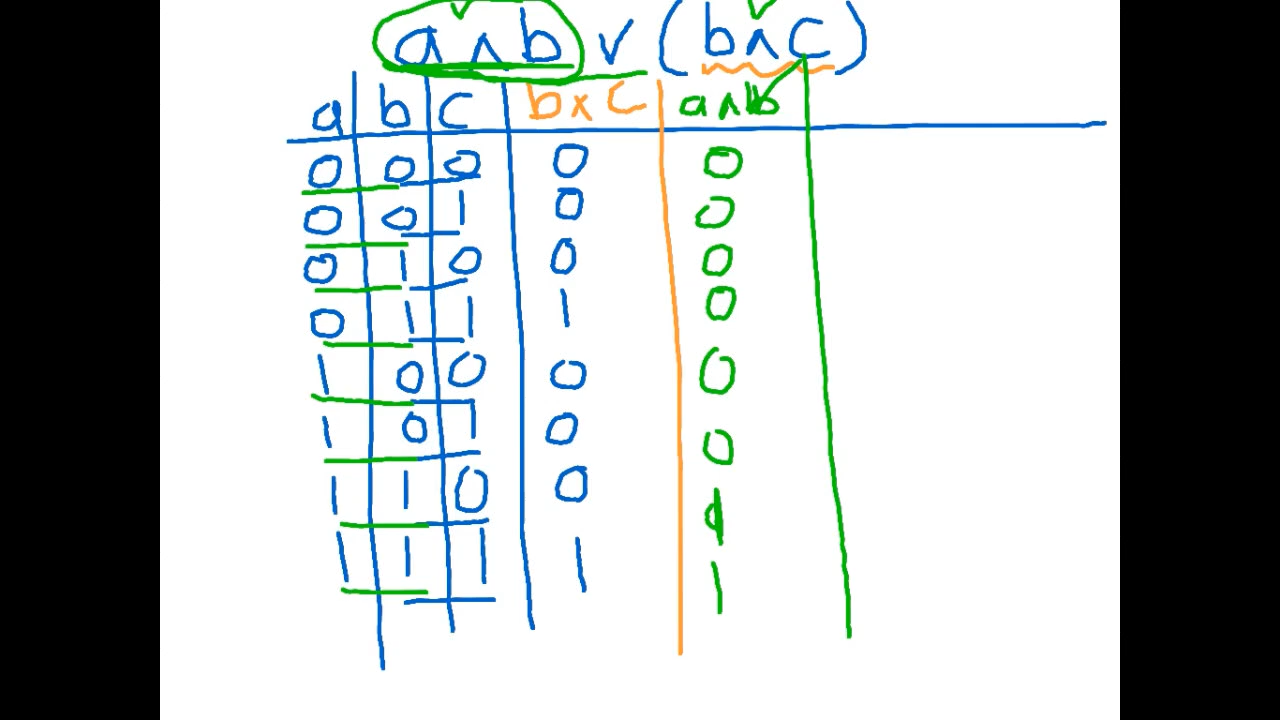 a ∧ b ∨ (b ∧ c)
a b c b ∧ c a ∧ b
0 0 0 0 0
0 0 1 0 0
0 1 0 0 0
0 1 1 1 0
1 0 0 0 0
1 0 1 0 0
1 1 0 0 1
1 1 1 1 1